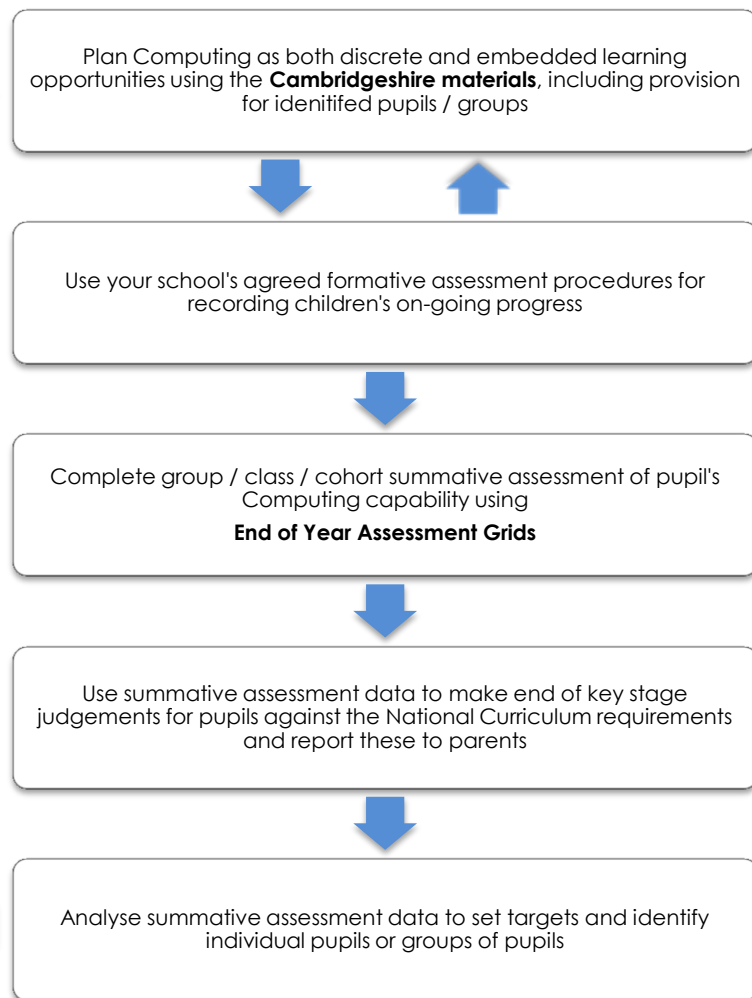 Plan Computing as both discrete and embedded learning
opportunities using the Cambridgeshire materials, including provision
for idenitifed pupils / groups
Use your school's agreed formative assessment procedures for
recording children's on-going progress
Complete group / class / cohort summative assessment of pupil's
Computing capability using
End of Year Assessment Grids
Use summative assessment data to make end of key stage
judgements for pupils against the National Curriculum requirements
and report these to parents
Analyse summative assessment data to set targets and identify
individual pupils or groups of pupils